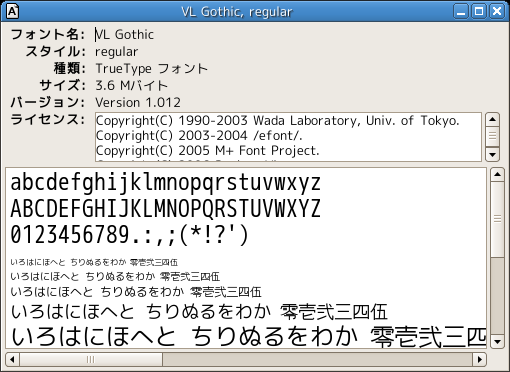 VL Gothic, regular
フォント名: VL Gothic
スタイル: regular
種類: TrueType フォント
サイズ: 3.6 Mバイト
バージョン: Version 1.012
ライセンス: Copyright(C) 1990-2003 Wada Laboratory, Univ. of Tokyo.
Copyright(C) 2003-2004 /efont/.
Copyright(C) 2005 M+ Font Project.
abcdefghijklmnopqrstuvwxyz
ABCDEFGHIJKLMNOPQRSTUVWXYZ
0123456789.:,;(*!?')
いろはにほへと ちりぬるをわか 零壱弐三四伍
いろはにほへと ちりぬるをわか 零壱弐三四伍
いろはにほへと ちりぬるをわか 零壱弐三四伍
いろはにほへと ちりぬるをわか 零壱弐三四伍
いろはにほへと ちりぬるをわか 零壱弐三四